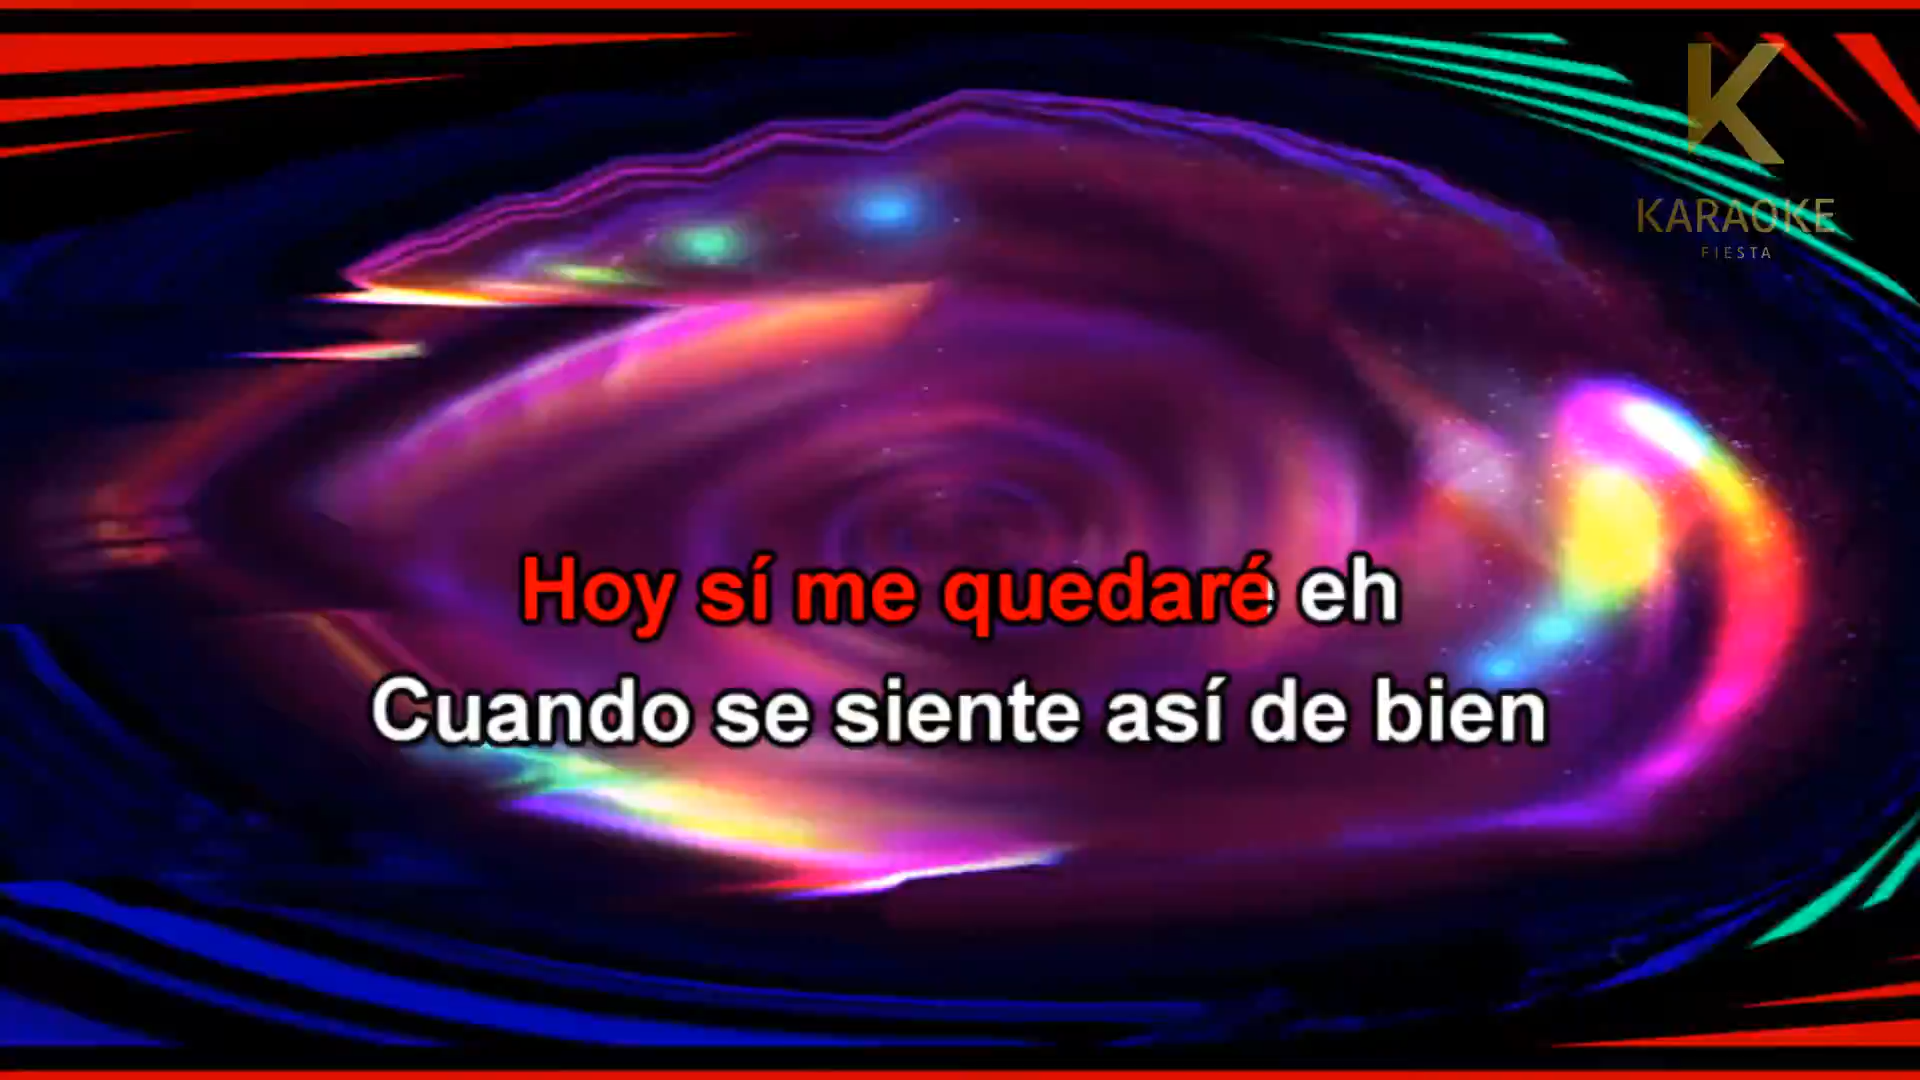 K
KARAOKE
FIESTA
Hoy sí me quedaré eh
Cuando se siente así de bien